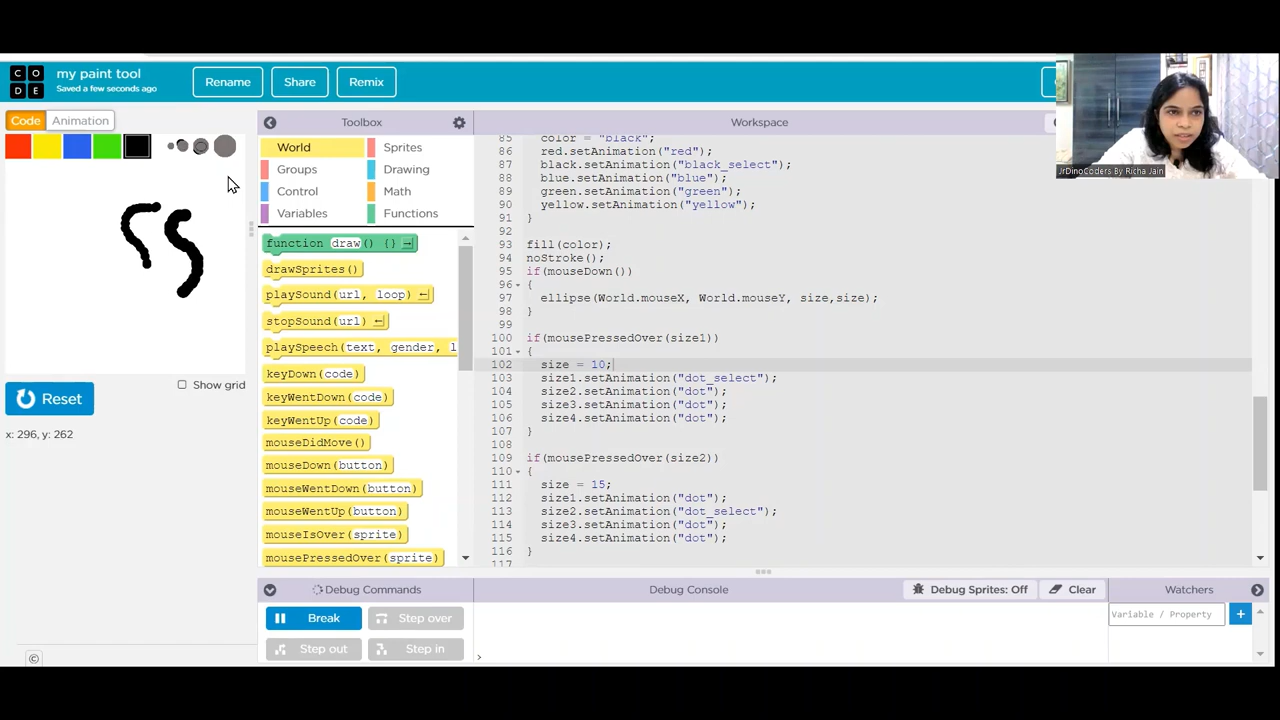 CODE
my paint tool
Saved a few seconds ago
Rename
Share
Remix
Code
Animation
Toolbox
Workspace
World
Sprites
Groups
Drawing
Control
Math
Variables
Functions
function draw() {}
drawSprites()
playSound(url, loop)
stopSound(url)
playSpeech(text, gender, l
keyDown(code)
keyWentDown(code)
keyWentUp(code)
mouseDidMove()
mouseDown(button)
mouseWentDown(button)
mouseWentUp(button)
mouseIsOver(sprite)
mousePressedOver(sprite)
Show grid
Reset
x: 296, y: 262
85 color = "black";
86 red.setAnimation("red");
87 black.setAnimation("black_select");
88 blue.setAnimation("blue");
89 green.setAnimation("green");
90 yellow.setAnimation("yellow");
91 }
92
93 fill(color);
94 noStroke();
95 if(mouseDown())
96 {
97 ellipse(World.mouseX, World.mouseY, size,size);
98 }
99
100 if(mousePressedOver(size1))
101 {
102 size = 10;
103 size1.setAnimation("dot_select");
104 size2.setAnimation("dot");
105 size3.setAnimation("dot");
106 size4.setAnimation("dot");
107 }
108
109 if(mousePressedOver(size2))
110 {
111 size = 15;
112 size1.setAnimation("dot");
113 size2.setAnimation("dot_select");
114 size3.setAnimation("dot");
115 size4.setAnimation("dot");
116 }
117
JrDinoCoders By Richa Jain
Debug Commands
Debug Console
Debug Sprites: Off
Clear
Watchers
Break
Step over
Step out
Step in
Variable / Property
>
©